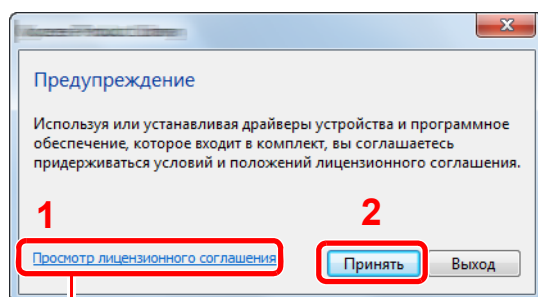 Предупреждение
Используя или устанавливая драйверы устройства и программное
обеспечение, которое входит в комплект, вы соглашаетесь
придерживаться условий и положений лицензионного соглашения.
1
2
Просмотр лицензионного соглашения
Принять
Выход